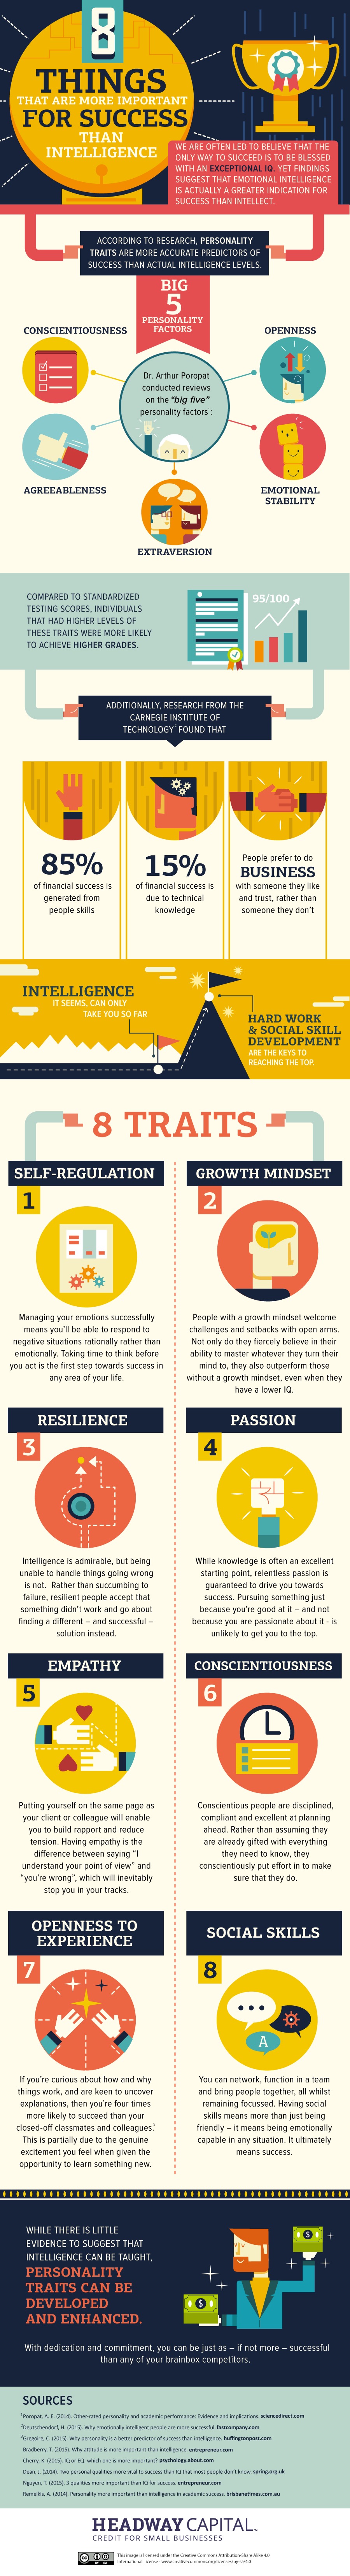 8
THINGS
THAT ARE MORE IMPORTANT
FOR SUCCESS
THAN
INTELLIGENCE
WE ARE OFTEN LED TO BELIEVE THAT THE
ONLY WAY TO SUCCEED IS TO BE BLESSED
WITH AN EXCEPTIONAL IQ. YET FINDINGS
SUGGEST THAT EMOTIONAL INTELLIGENCE
IS ACTUALLY A GREATER INDICATION FOR
SUCCESS THAN INTELLECT.
ACCORDING TO RESEARCH, PERSONALITY
TRAITS ARE MORE ACCURATE PREDICTORS OF
SUCCESS THAN ACTUAL INTELLIGENCE LEVELS.
BIG
5
PERSONALITY
FACTORS
CONSCIENTIOUSNESS
OPENNESS
Dr. Arthur Poropat
conducted reviews
on the "big five"
personality factors¹:
AGREEABLENESS
EMOTIONAL
STABILITY
EXTRAVERSION
COMPARED TO STANDARDIZED
TESTING SCORES, INDIVIDUALS
THAT HAD HIGHER LEVELS OF
THESE TRAITS WERE MORE LIKELY
TO ACHIEVE HIGHER GRADES.
95/100
ADDITIONALLY, RESEARCH FROM THE
CARNEGIE INSTITUTE OF
TECHNOLOGY² FOUND THAT
85%
of financial success is
generated from
people skills
15%
of financial success is
due to technical
knowledge
People prefer to do
BUSINESS
with someone they like
and trust, rather than
someone they don't
INTELLIGENCE
IT SEEMS, CAN ONLY
TAKE YOU SO FAR
HARD WORK
& SOCIAL SKILL
DEVELOPMENT
ARE THE KEYS TO
REACHING THE TOP.
8 TRAITS
SELF-REGULATION
1
Managing your emotions successfully
means you'll be able to respond to
negative situations rationally rather than
emotionally. Taking time to think before
you act is the first step towards success in
any area of your life.
GROWTH MINDSET
2
People with a growth mindset welcome
challenges and setbacks with open arms.
Not only do they fiercely believe in their
ability to master whatever they turn their
mind to, they also outperform those
without a growth mindset, even when they
have a lower IQ.
RESILIENCE
3
Intelligence is admirable, but being
unable to handle things going wrong
is not. Rather than succumbing to
failure, resilient people accept that
something didn't work and go about
finding a different – and successful –
solution instead.
PASSION
4
While knowledge is often an excellent
starting point, relentless passion is
guaranteed to drive you towards
success. Pursuing something just
because you're good at it – and not
because you are passionate about it - is
unlikely to get you to the top.
EMPATHY
5
Putting yourself on the same page as
your client or colleague will enable
you to build rapport and reduce
tension. Having empathy is the
difference between saying "I
understand your point of view" and
"you're wrong", which will inevitably
stop you in your tracks.
CONSCIENTIOUSNESS
6
Conscientious people are disciplined,
compliant and excellent at planning
ahead. Rather than assuming they
are already gifted with everything
they need to know, they
conscientiously put effort in to make
sure that they do.
OPENNESS TO
EXPERIENCE
7
If you're curious about how and why
things work, and are keen to uncover
explanations, then you're four times
more likely to succeed than your
closed-off classmates and colleagues.³
This is partially due to the genuine
excitement you feel when given the
opportunity to learn something new.
SOCIAL SKILLS
8
A
You can network, function in a team
and bring people together, all whilst
remaining focussed. Having social
skills means more than just being
friendly – it means being emotionally
capable in any situation. It ultimately
means success.
WHILE THERE IS LITTLE
EVIDENCE TO SUGGEST THAT
INTELLIGENCE CAN BE TAUGHT,
PERSONALITY
TRAITS CAN BE
DEVELOPED
AND ENHANCED.
$
$
With dedication and commitment, you can be just as – if not more – successful
than any of your brainbox competitors.
SOURCES
¹Poropat, A. E. (2014). Other-rated personality and academic performance: Evidence and implications. sciencedirect.com
²Deutschendorf, H. (2015). Why emotionally intelligent people are more successful. fastcompany.com
³Gregoire, C. (2015). Why personality is a better predictor of success than intelligence. huffingtonpost.com
Bradberry, T. (2015). Why attitude is more important than intelligence. entrepreneur.com
Cherry, K. (2015). IQ or EQ: which one is more important? psychology.about.com
Dean, J. (2014). Two personal qualities more vital to success than IQ that most people don't know. spring.org.uk
Nguyen, T. (2015). 3 qualities more important than IQ for success. entrepreneur.com
Remeikis, A. (2014). Personality more important than intelligence in academic success. brisbanetimes.com.au
HEADWAY CAPITAL™
CREDIT FOR SMALL BUSINESSES
This image is licensed under the Creative Commons Attribution-Share Alike 4.0
International License - www.creativecommons.org/licenses/by-sa/4.0